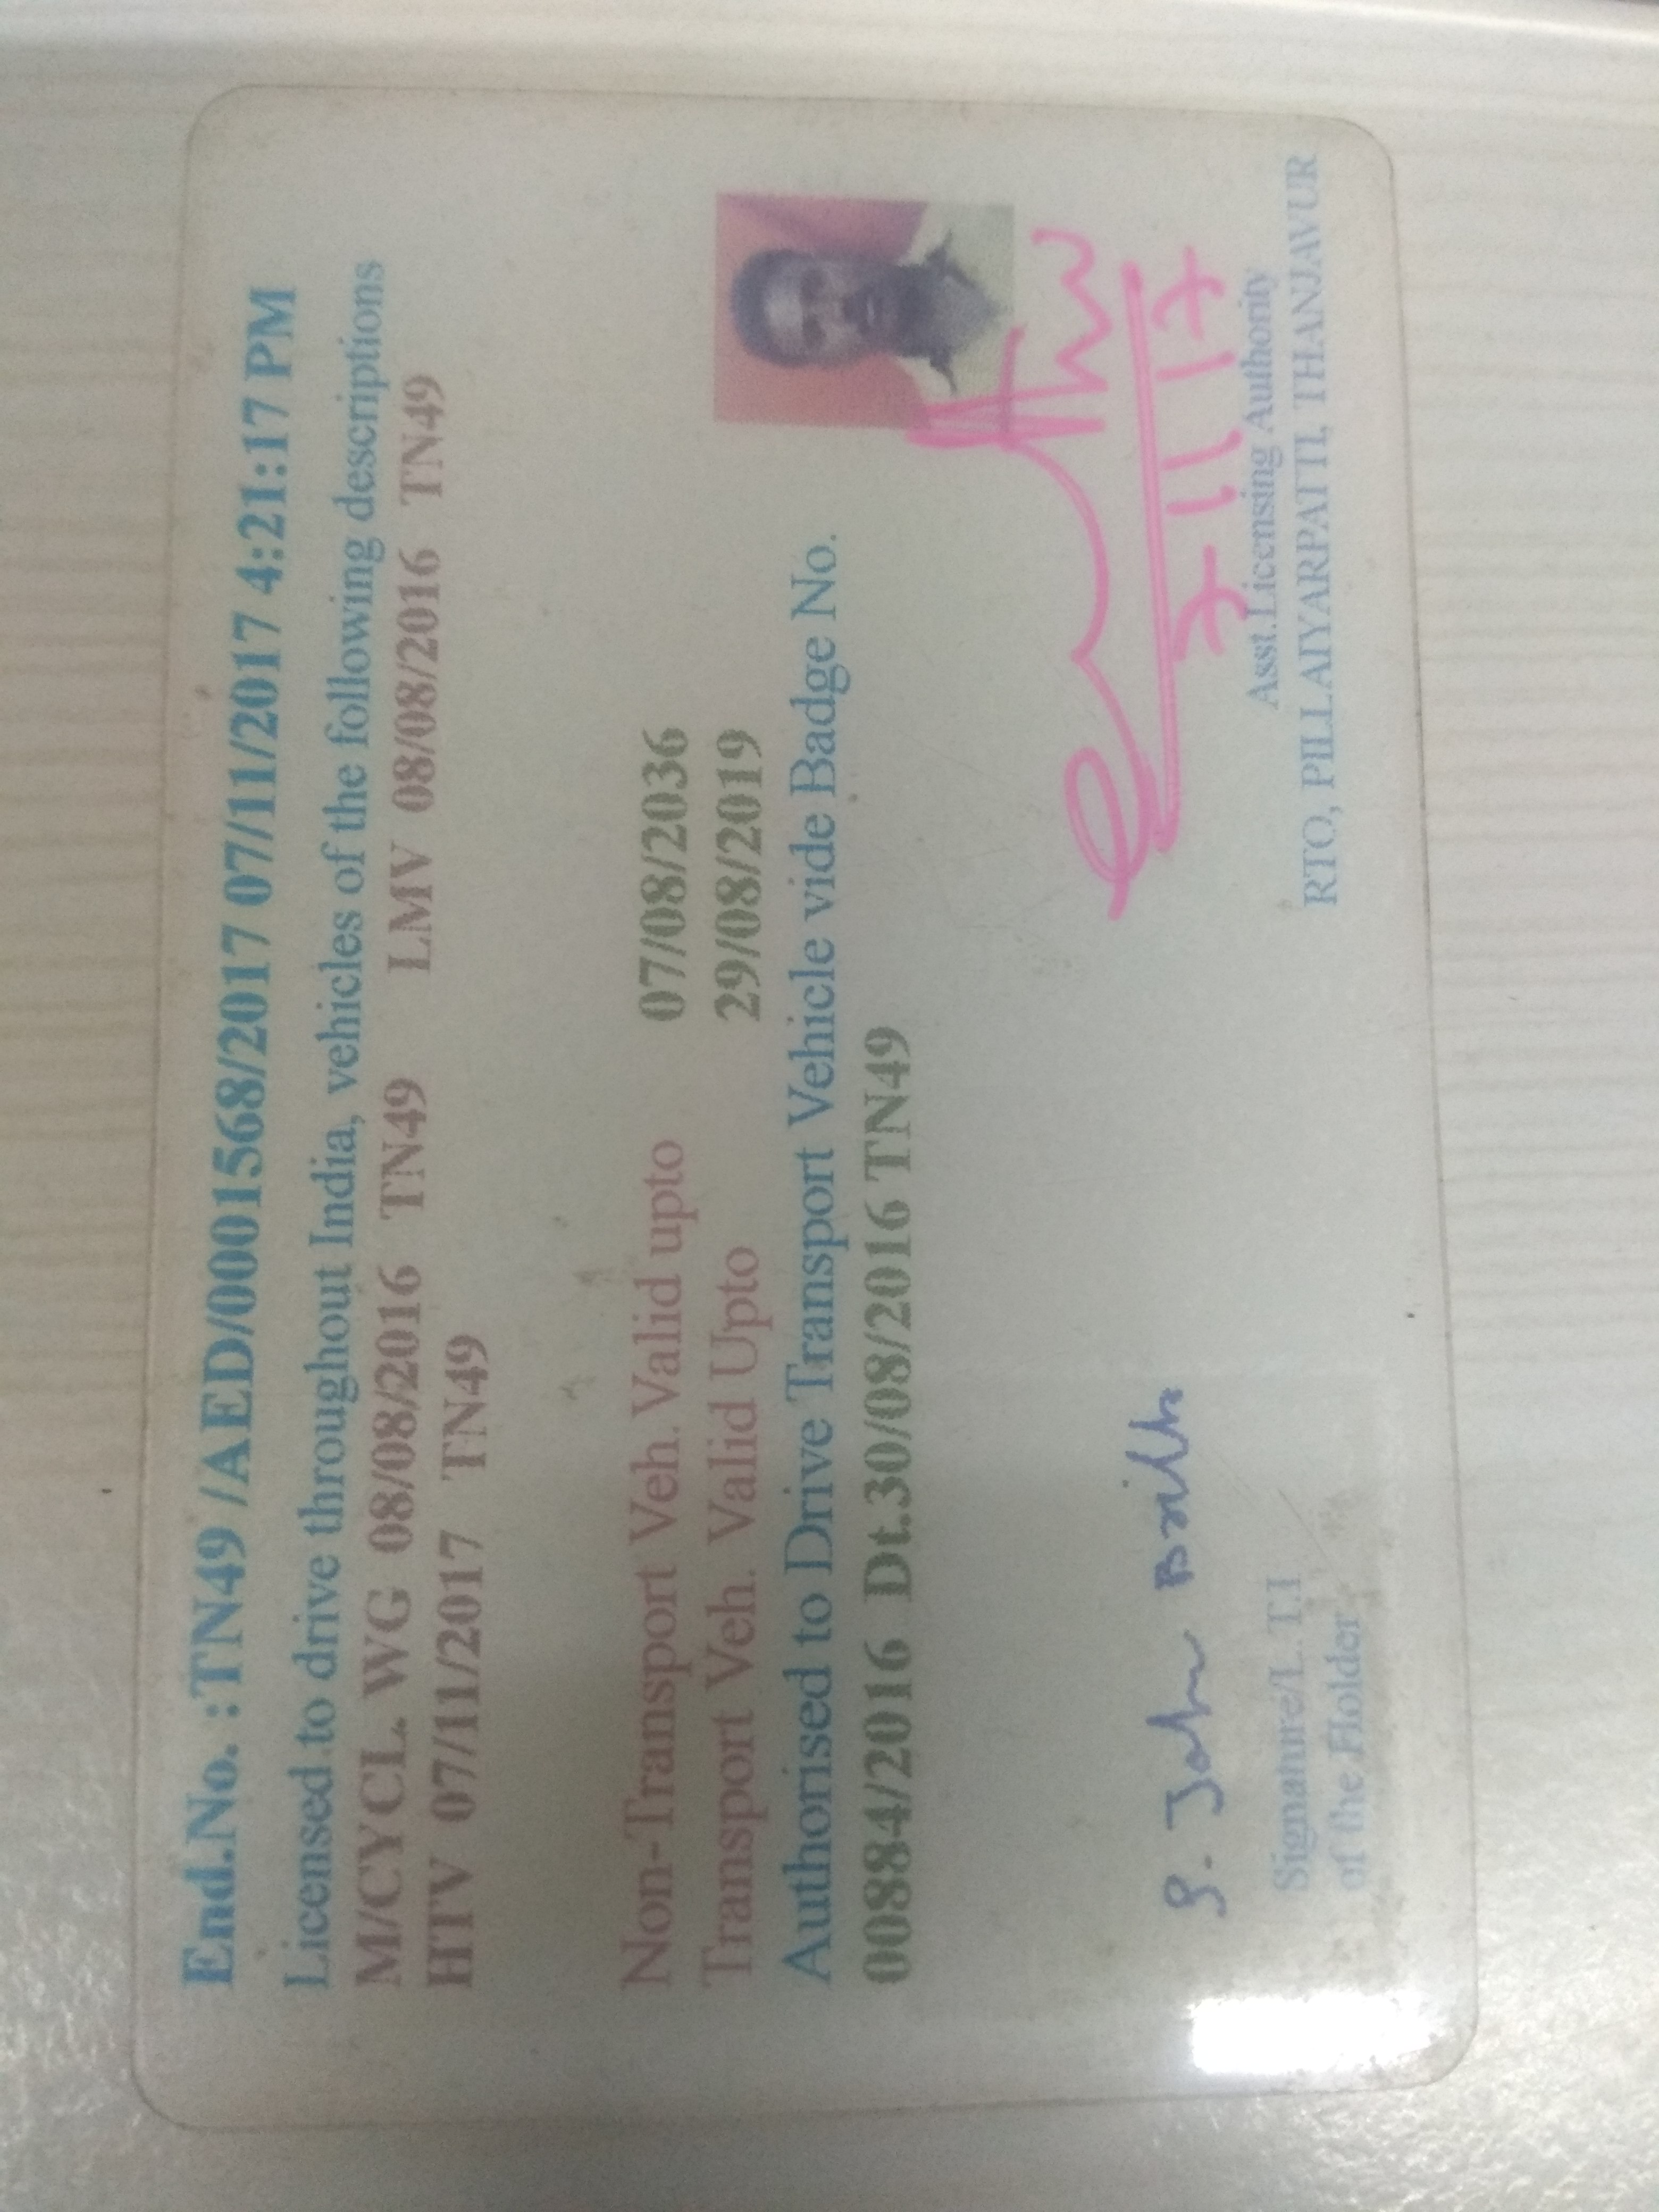 End.No. :TN49 /AED/0001568/2017 07/11/2017 4:21:17 PM
Licensed to drive throughout India, vehicles of the following descriptions
M/CYCL. WG 08/08/2016 TN49 LMV 08/08/2016 TN49
HTV 07/11/2017 TN49
Non-Transport Veh. Valid upto 07/08/2036
Transport Veh. Valid Upto 29/08/2019
Authorised to Drive Transport Vehicle vide Badge No.
00884/2016 Dt.30/08/2016 TN49
7-11-17
S. John
Signature/L.T.I
of the Holder
Asst.Licensing Authority
RTO, PILLAIYARPATTI, THANJAVUR